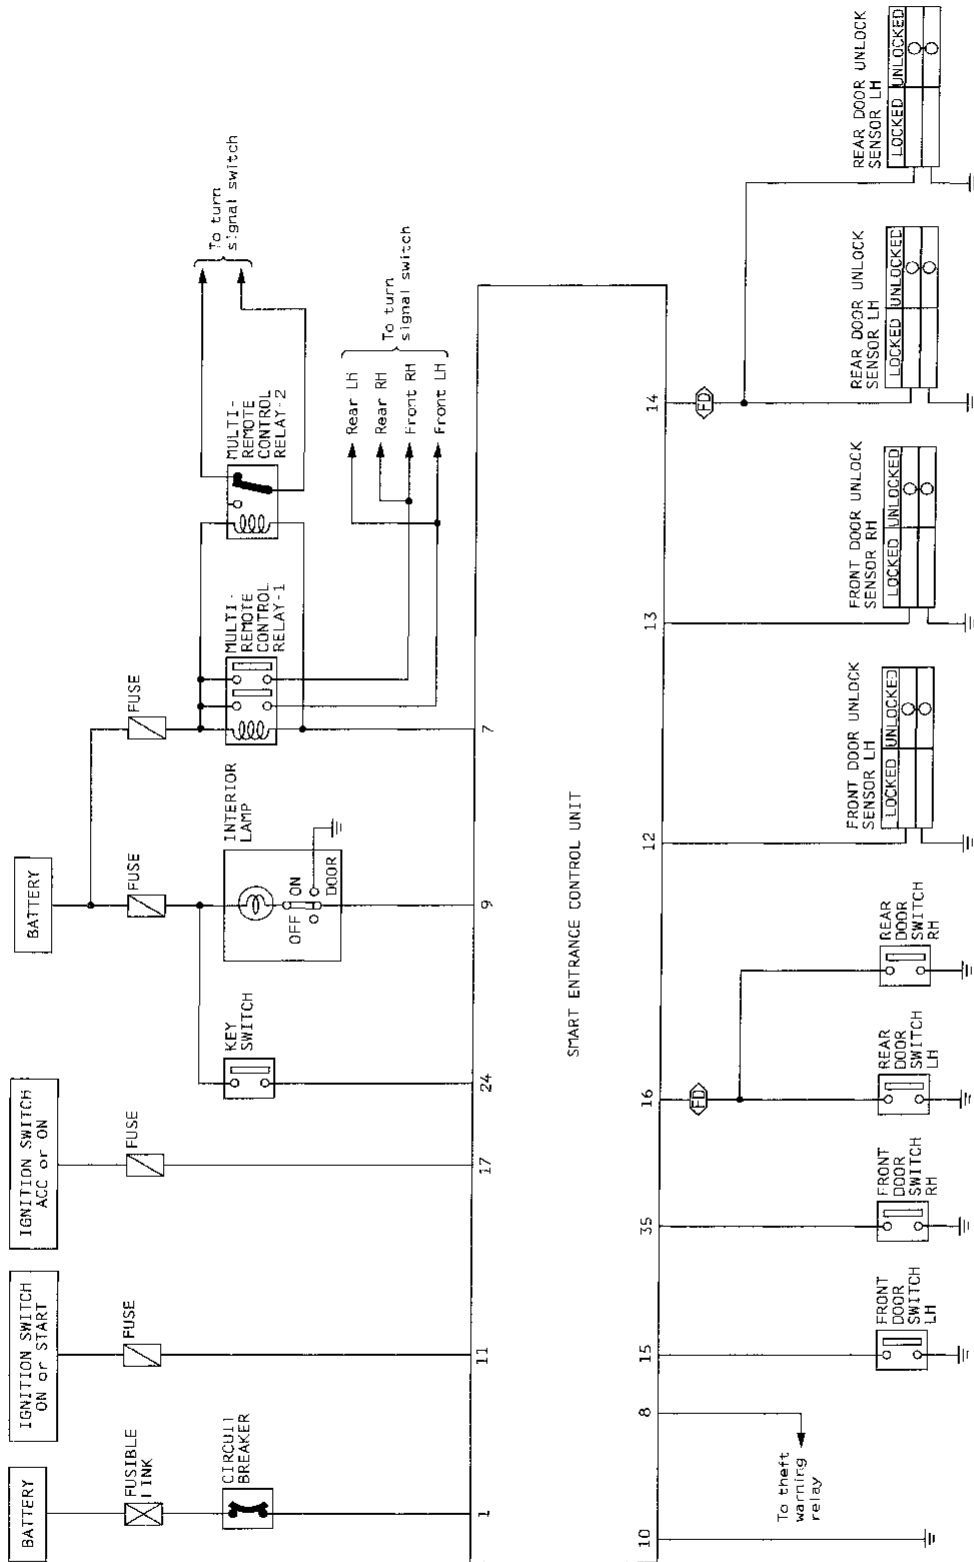 BATTERY
FUSIBLE
LINK
CIRCUIT
BREAKER
1
IGNITION SWITCH
ON or START
FUSE
11
IGNITION SWITCH
ACC or ON
FUSE
17
KEY
SWITCH
24
BATTERY
FUSE
INTERIOR
LAMP
OFF
ON
DOOR
9
FUSE
MULTI-
REMOTE
CONTROL
RELAY-1
7
MULTI-
REMOTE
CONTROL
RELAY-2
To turn
signal switch
Rear LH
Rear RH
Front RH
Front LH
To turn
signal switch
SMART ENTRANCE CONTROL UNIT
10
8
To theft
warning
relay
15
FRONT
DOOR
SWITCH
LH
35
FRONT
DOOR
SWITCH
RH
16
FD
REAR
DOOR
SWITCH
LH
REAR
DOOR
SWITCH
RH
12
FRONT DOOR UNLOCK
SENSOR LH
LOCKED UNLOCKED
13
FRONT DOOR UNLOCK
SENSOR RH
LOCKED UNLOCKED
14
FD
REAR DOOR UNLOCK
SENSOR LH
LOCKED UNLOCKED
REAR DOOR UNLOCK
SENSOR LH
LOCKED UNLOCKED